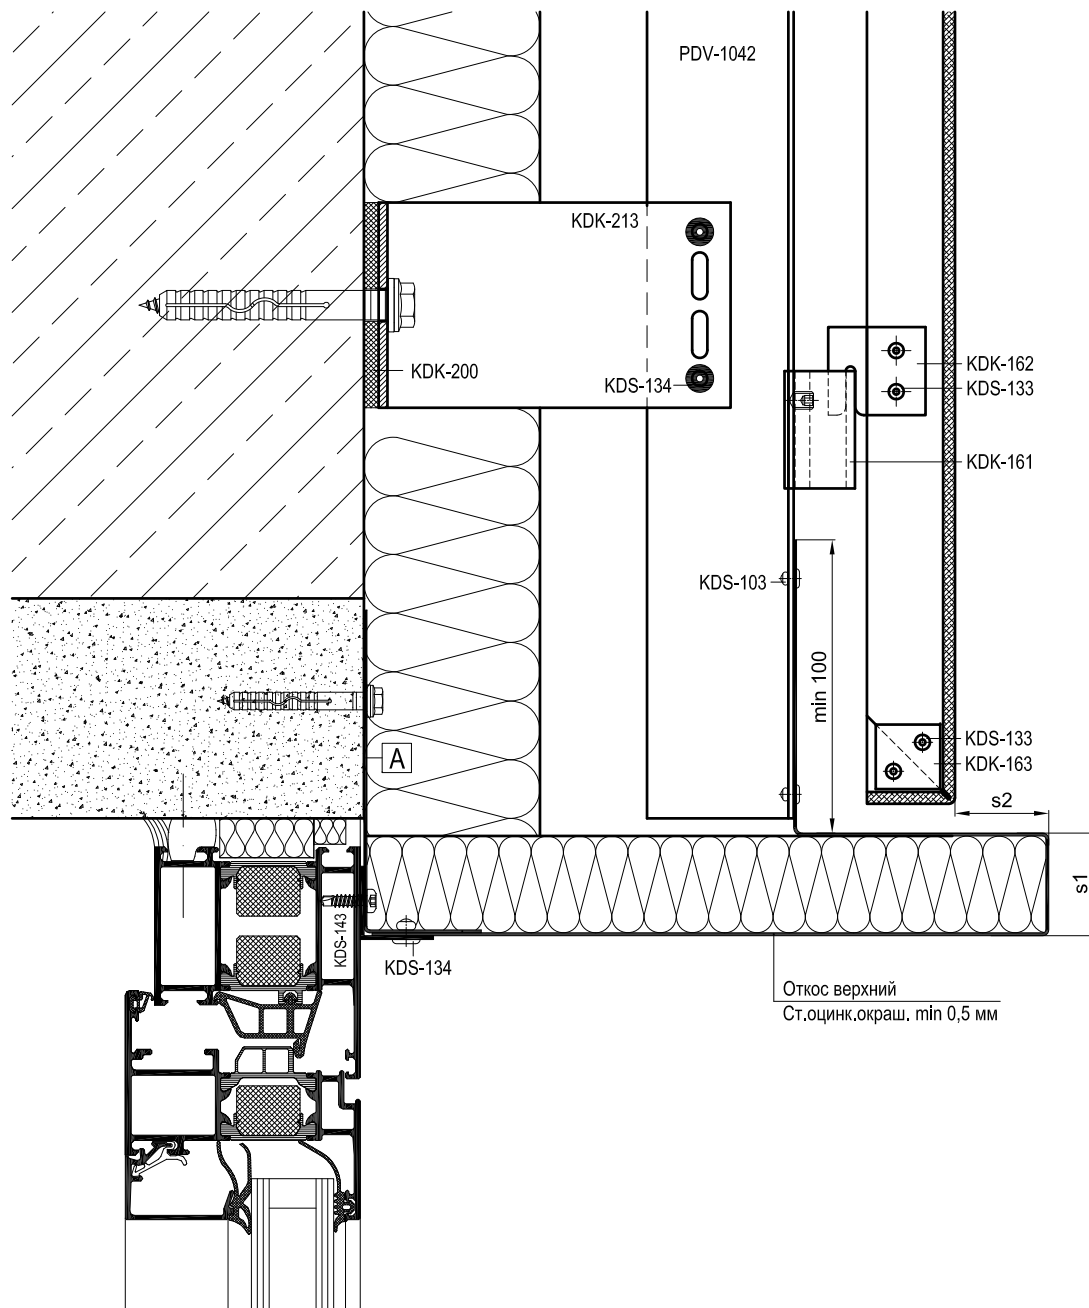 PDV-1042
KDK-213
KDK-162
KDK-200
KDS-134
KDS-133
KDK-161
KDS-103
min 100
A
KDS-133
KDK-163
s2
s1
KDS-143
KDS-134
Откос верхний
Ст.оцинк.окраш. min 0,5 мм